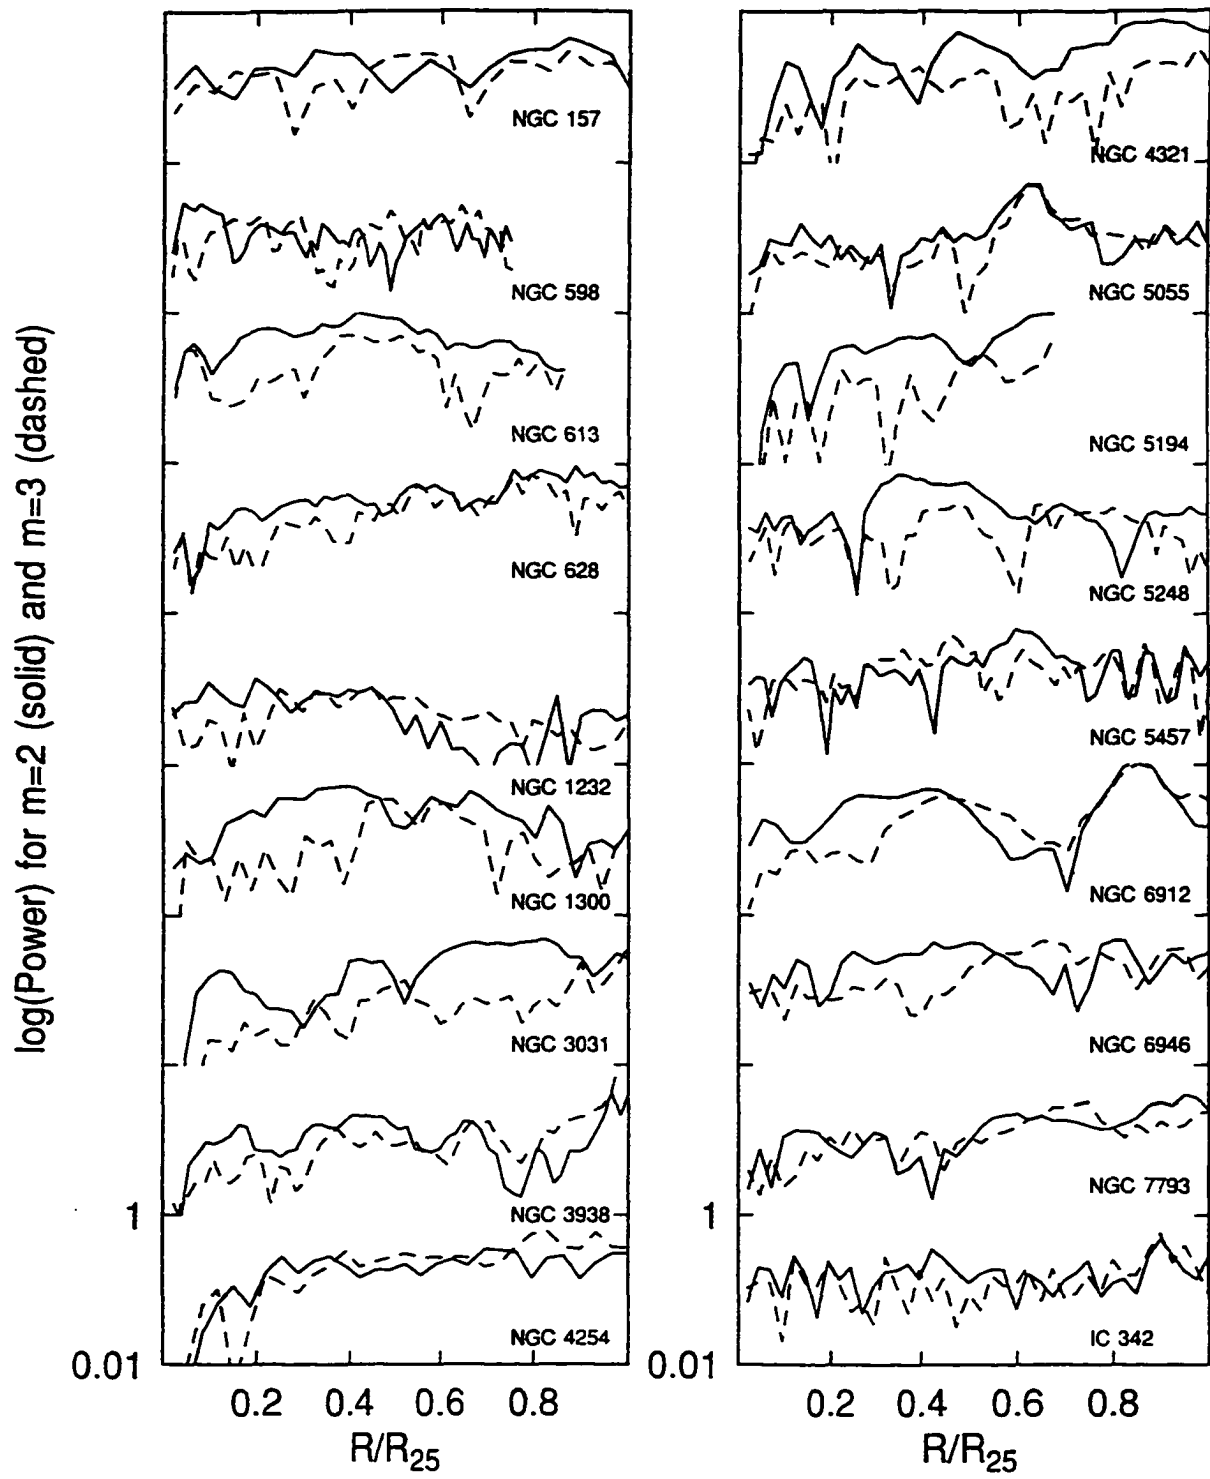 log(Power) for m=2 (solid) and m=3 (dashed)
NGC 157
NGC 598
NGC 613
NGC 628
NGC 1232
NGC 1300
NGC 3031
NGC 3938
NGC 4254
1
0.01
0.2 0.4 0.6 0.8
R/R25
NGC 4321
NGC 5055
NGC 5194
NGC 5248
NGC 5457
NGC 6912
NGC 6946
NGC 7793
IC 342
1
0.01
0.2 0.4 0.6 0.8
R/R25